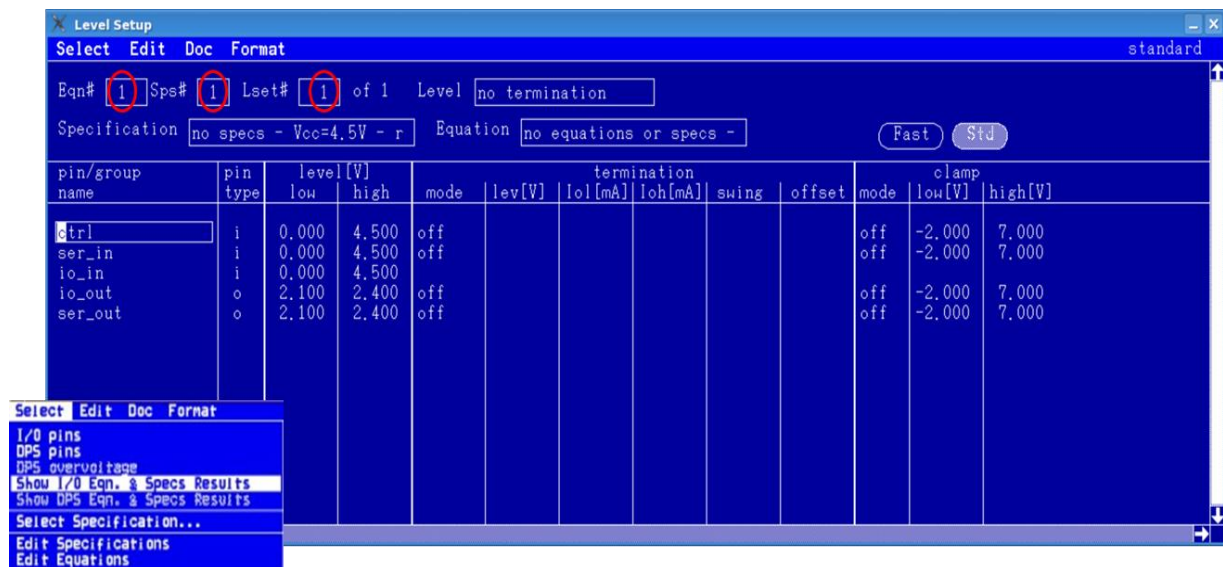 Level Setup
Select Edit Doc Format standard
Eqn# 1 Sps# 1 Lset# 1 of 1 Level no termination
Specification no specs - Vcc=4.5V - r Equation no equations or specs - Fast Std
pin/group pin level[V] termination clamp
name type low high mode lev[V] Iol[mA] Ioh[mA] swing offset mode low[V] high[V]
ctrl i 0.000 4.500 off off -2.000 7.000
ser_in i 0.000 4.500 off off -2.000 7.000
io_in i 0.000 4.500
io_out o 2.100 2.400 off off -2.000 7.000
ser_out o 2.100 2.400 off off -2.000 7.000
Select Edit Doc Format
I/O pins
DPS pins
DPS overvoltage
Show I/O Eqn. & Specs Results
Show DPS Eqn. & Specs Results
Select Specification...
Edit Specifications
Edit Equations